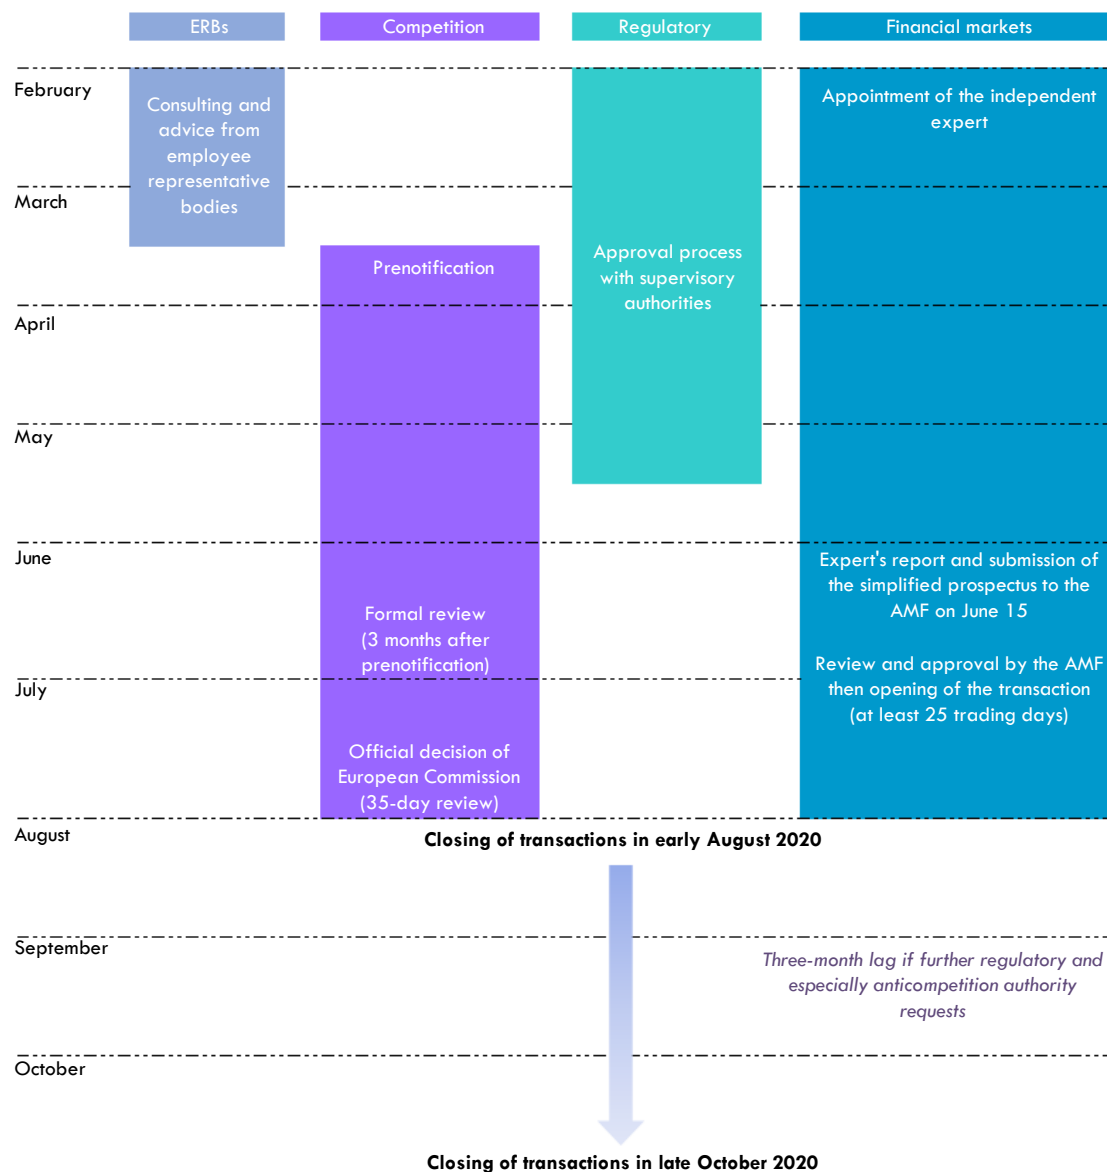 ERBs
Competition
Regulatory
Financial markets
February
Consulting and
advice from
employee
representative
bodies
Appointment of the independent
expert
March
Prenotification
Approval process
with supervisory
authorities
April
May
June
Formal review
(3 months after
prenotification)
Expert's report and submission of
the simplified prospectus to the
AMF on June 15
Review and approval by the AMF
then opening of the transaction
(at least 25 trading days)
July
Official decision of
European Commission
(35-day review)
August
Closing of transactions in early August 2020
September
Three-month lag if further regulatory and
especially anticompetition authority
requests
October
Closing of transactions in late October 2020